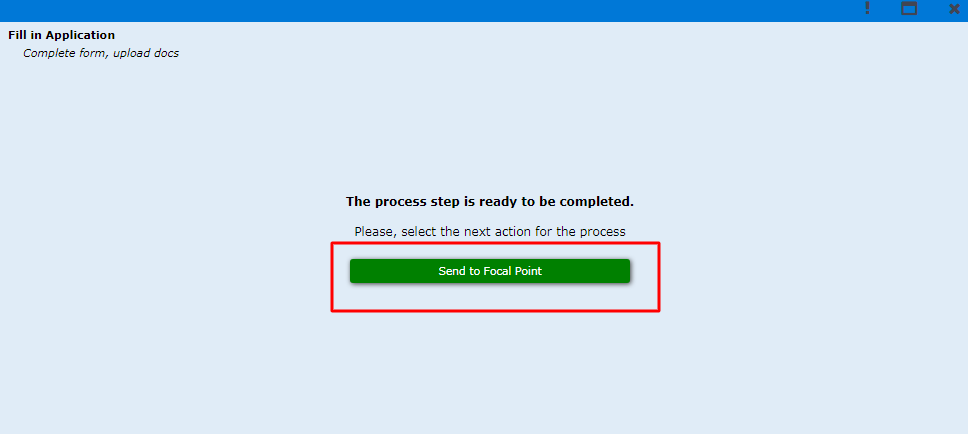 Fill in Application
Complete form, upload docs
The process step is ready to be completed.
Please, select the next action for the process
Send to Focal Point